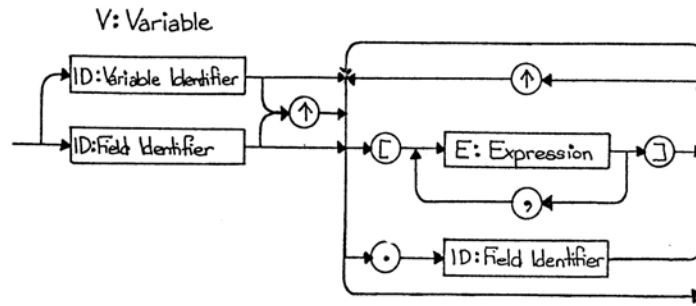 V: Variable
ID:Variable Identifier
↑
↑
ID:Field Identifier
[
E: Expression
]
,
.
ID:Field Identifier